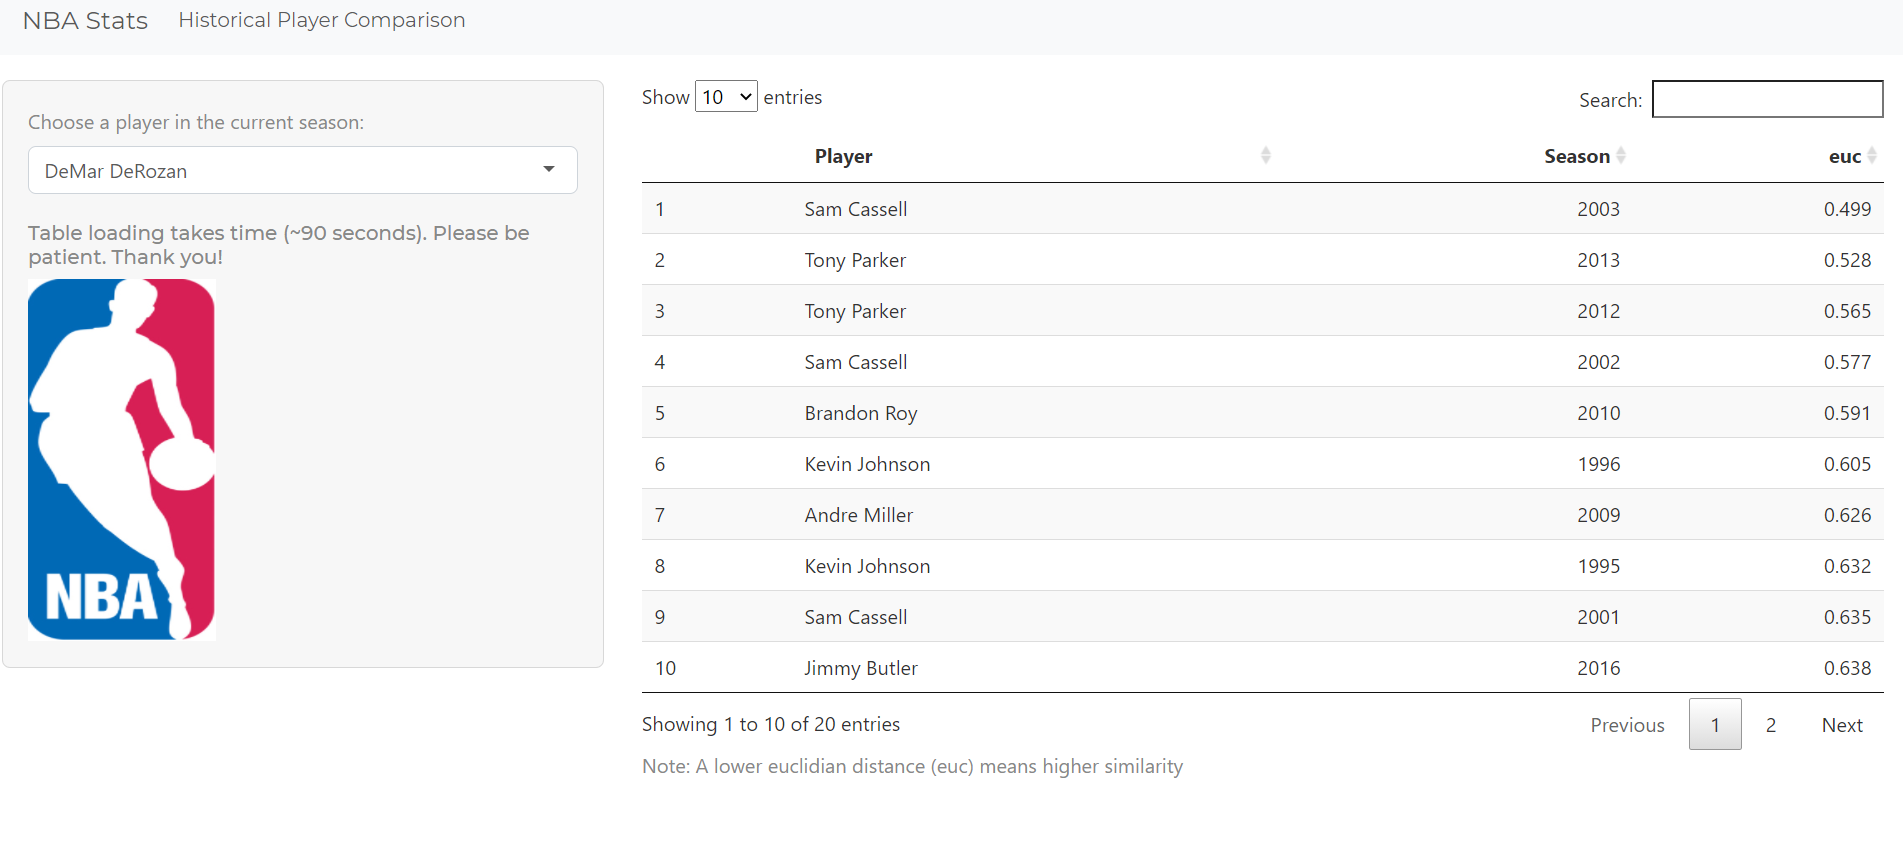 NBA Stats Historical Player Comparison
Choose a player in the current season:
DeMar DeRozan
Table loading takes time (~90 seconds). Please be
patient. Thank you!
NBA
Show 10 entries
Search:
Player Season euc
1 Sam Cassell 2003 0.499
2 Tony Parker 2013 0.528
3 Tony Parker 2012 0.565
4 Sam Cassell 2002 0.577
5 Brandon Roy 2010 0.591
6 Kevin Johnson 1996 0.605
7 Andre Miller 2009 0.626
8 Kevin Johnson 1995 0.632
9 Sam Cassell 2001 0.635
10 Jimmy Butler 2016 0.638
Showing 1 to 10 of 20 entries
Previous 1 2 Next
Note: A lower euclidian distance (euc) means higher similarity